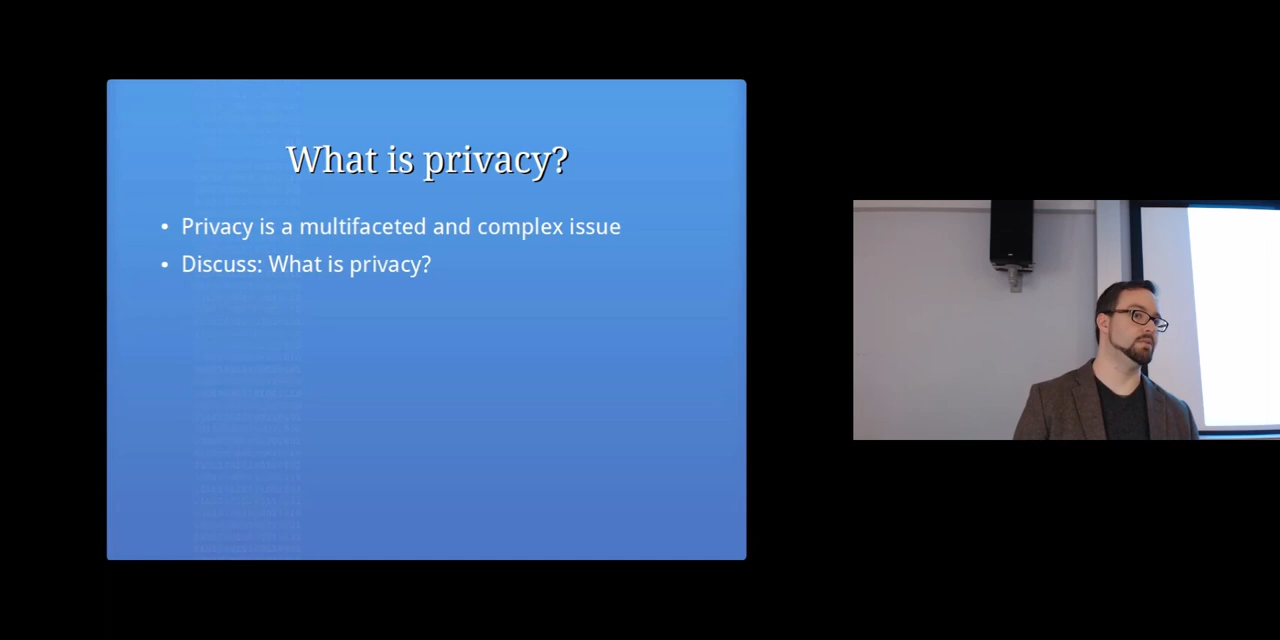 What is privacy?
• Privacy is a multifaceted and complex issue
• Discuss: What is privacy?